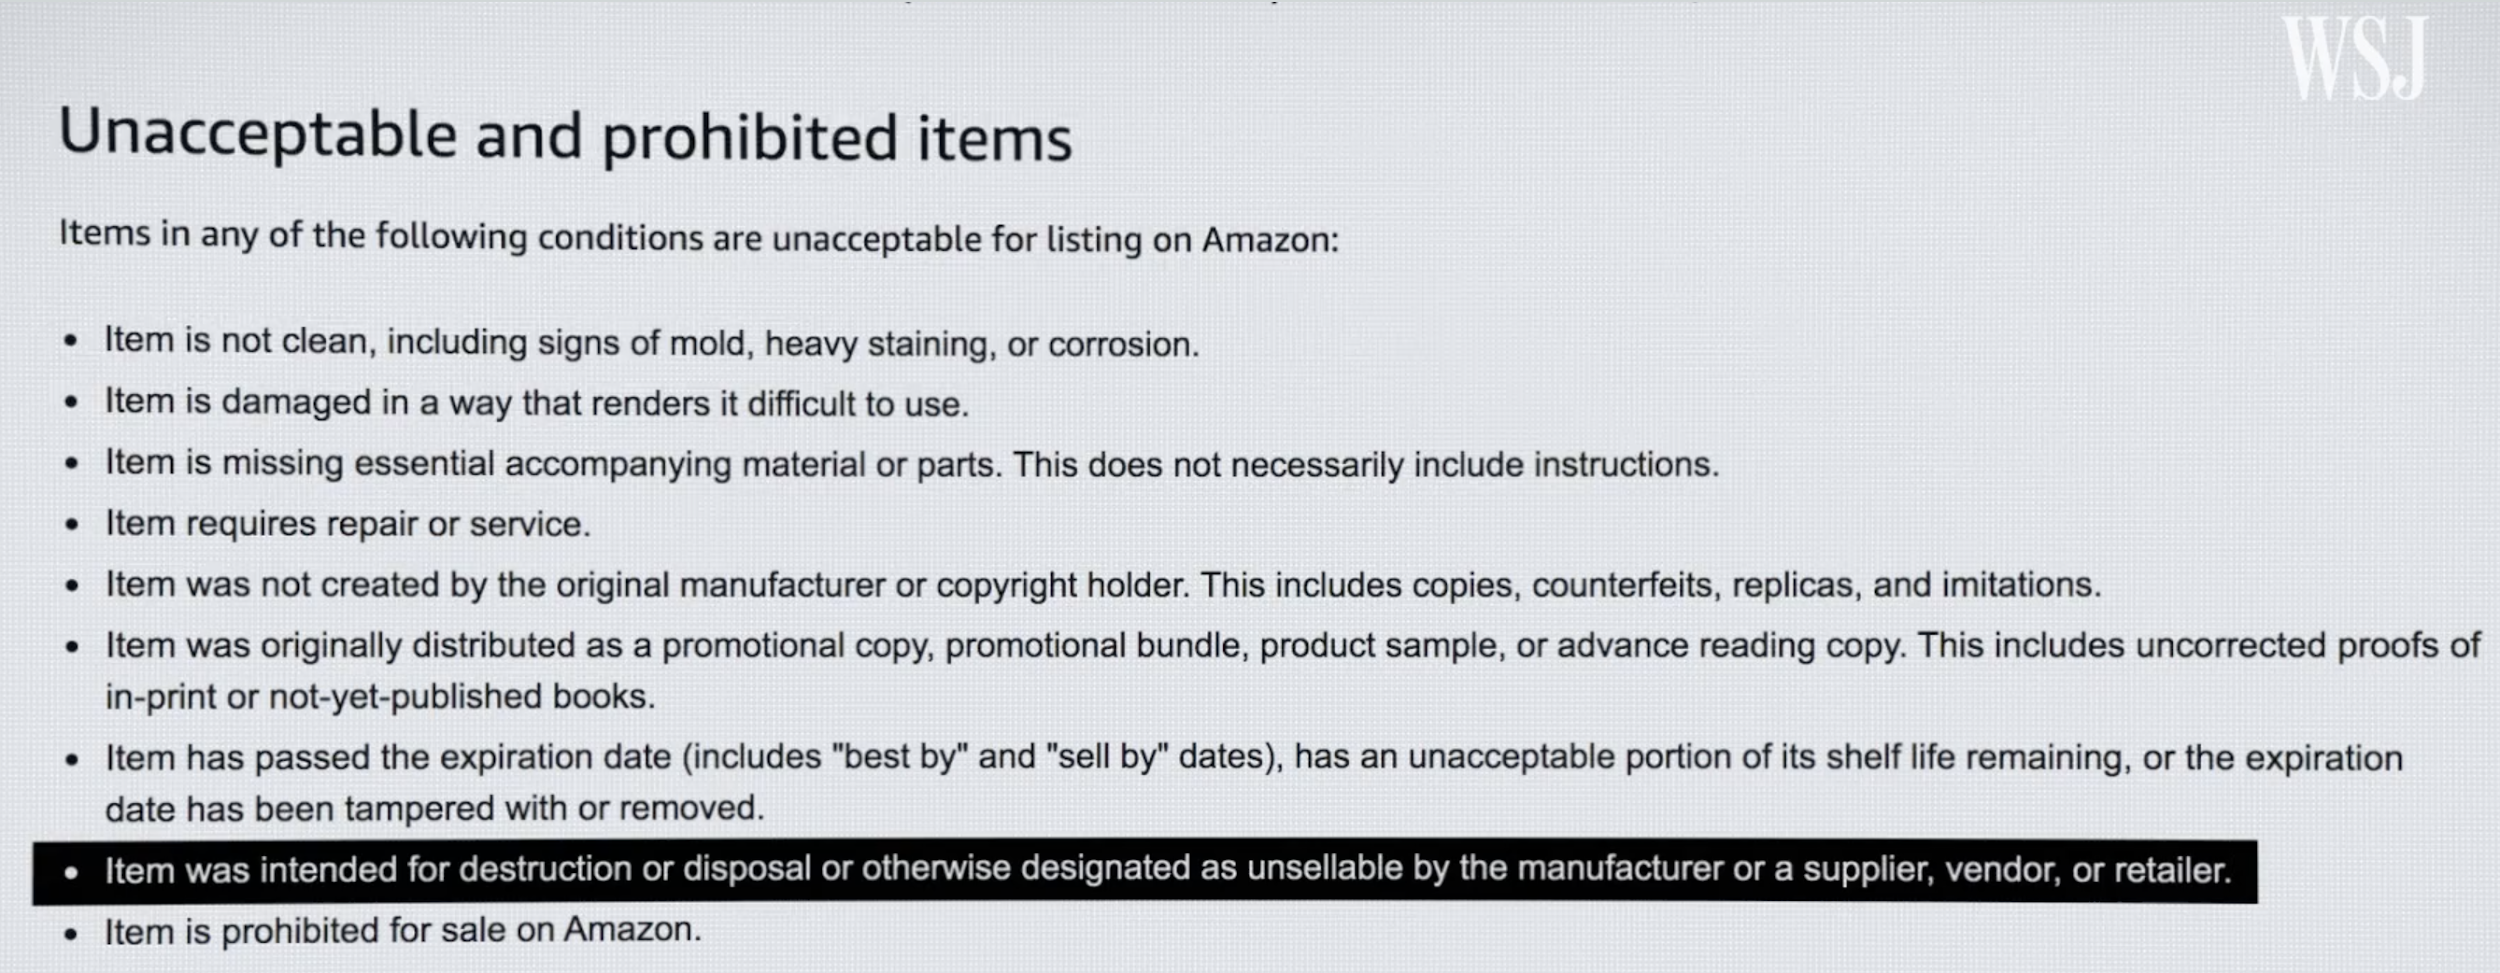 WSJ
Unacceptable and prohibited items
Items in any of the following conditions are unacceptable for listing on Amazon:
• Item is not clean, including signs of mold, heavy staining, or corrosion.
• Item is damaged in a way that renders it difficult to use.
• Item is missing essential accompanying material or parts. This does not necessarily include instructions.
• Item requires repair or service.
• Item was not created by the original manufacturer or copyright holder. This includes copies, counterfeits, replicas, and imitations.
• Item was originally distributed as a promotional copy, promotional bundle, product sample, or advance reading copy. This includes uncorrected proofs of
in-print or not-yet-published books.
• Item has passed the expiration date (includes "best by" and "sell by" dates), has an unacceptable portion of its shelf life remaining, or the expiration
date has been tampered with or removed.
• Item was intended for destruction or disposal or otherwise designated as unsellable by the manufacturer or a supplier, vendor, or retailer.
• Item is prohibited for sale on Amazon.